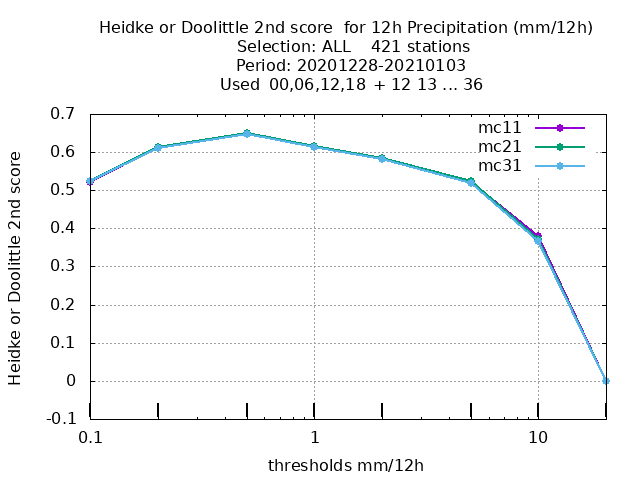 Heidke or Doolittle 2nd score  for 12h Precipitation (mm/12h)
Selection: ALL    421 stations
Period: 20201228-20210103
Used  00,06,12,18  + 12 13 ... 36
Heidke or Doolittle 2nd score
0.7
0.6
0.5
0.4
0.3
0.2
0.1
0
-0.1
mc11
mc21
mc31
0.1
1
10
thresholds mm/12h